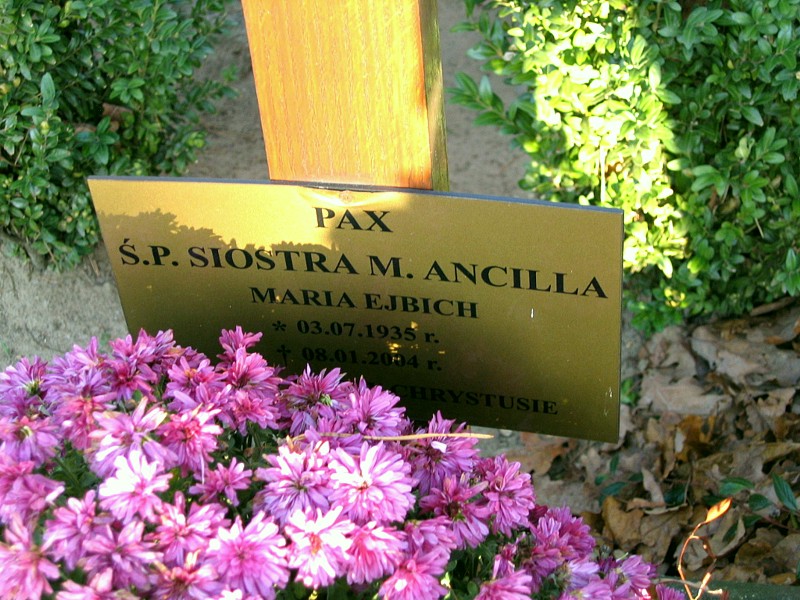 PAX
Ś.P. SIOSTRA M. ANCILLA
MARIA EJBICH
* 03.07.1935 r.
† 08.01.2004 r.
CHRYSTUSIE